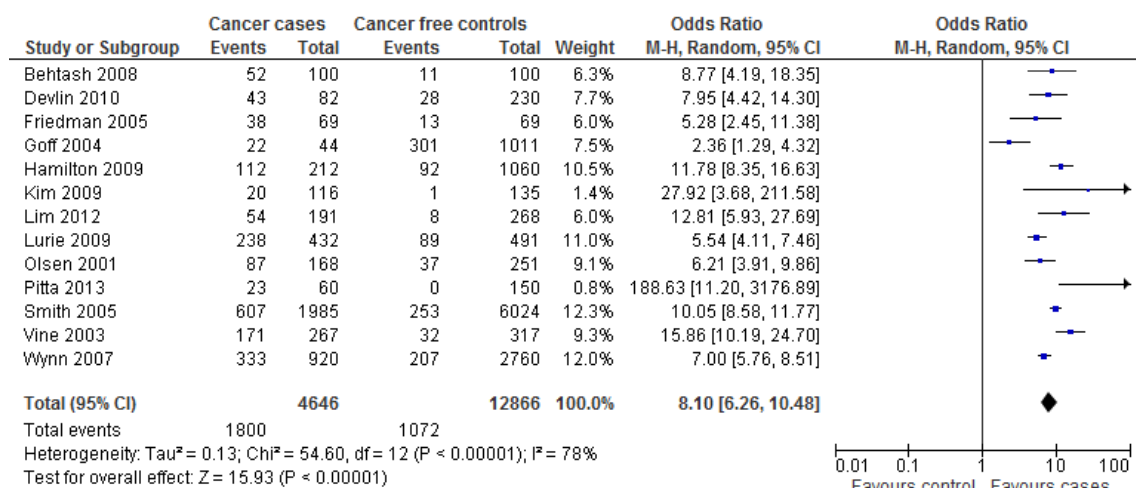 Cancer cases Cancer free controls Odds Ratio Odds Ratio
Study or Subgroup Events Total Events Total Weight M-H, Random, 95% CI M-H, Random, 95% CI
Behtash 2008 52 100 11 100 6.3% 8.77 [4.19, 18.35]
Devlin 2010 43 82 28 230 7.7% 7.95 [4.42, 14.30]
Friedman 2005 38 69 13 69 6.0% 5.28 [2.45, 11.38]
Goff 2004 22 44 301 1011 7.5% 2.36 [1.29, 4.32]
Hamilton 2009 112 212 92 1060 10.5% 11.78 [8.35, 16.63]
Kim 2009 20 116 1 135 1.4% 27.92 [3.68, 211.58]
Lim 2012 54 191 8 268 6.0% 12.81 [5.93, 27.69]
Lurie 2009 238 432 89 491 11.0% 5.54 [4.11, 7.46]
Olsen 2001 87 168 37 251 9.1% 6.21 [3.91, 9.86]
Pitta 2013 23 60 0 150 0.8% 188.63 [11.20, 3176.89]
Smith 2005 607 1985 253 6024 12.3% 10.05 [8.58, 11.77]
Vine 2003 171 267 32 317 9.3% 15.86 [10.19, 24.70]
Wynn 2007 333 920 207 2760 12.0% 7.00 [5.76, 8.51]
Total (95% CI) 4646 12866 100.0% 8.10 [6.26, 10.48]
Total events 1800 1072
Heterogeneity: Tau² = 0.13; Chi² = 54.60, df = 12 (P < 0.00001); I² = 78%
Test for overall effect: Z = 15.93 (P < 0.00001)
0.01 0.1 1 10 100
Favours control Favours cases